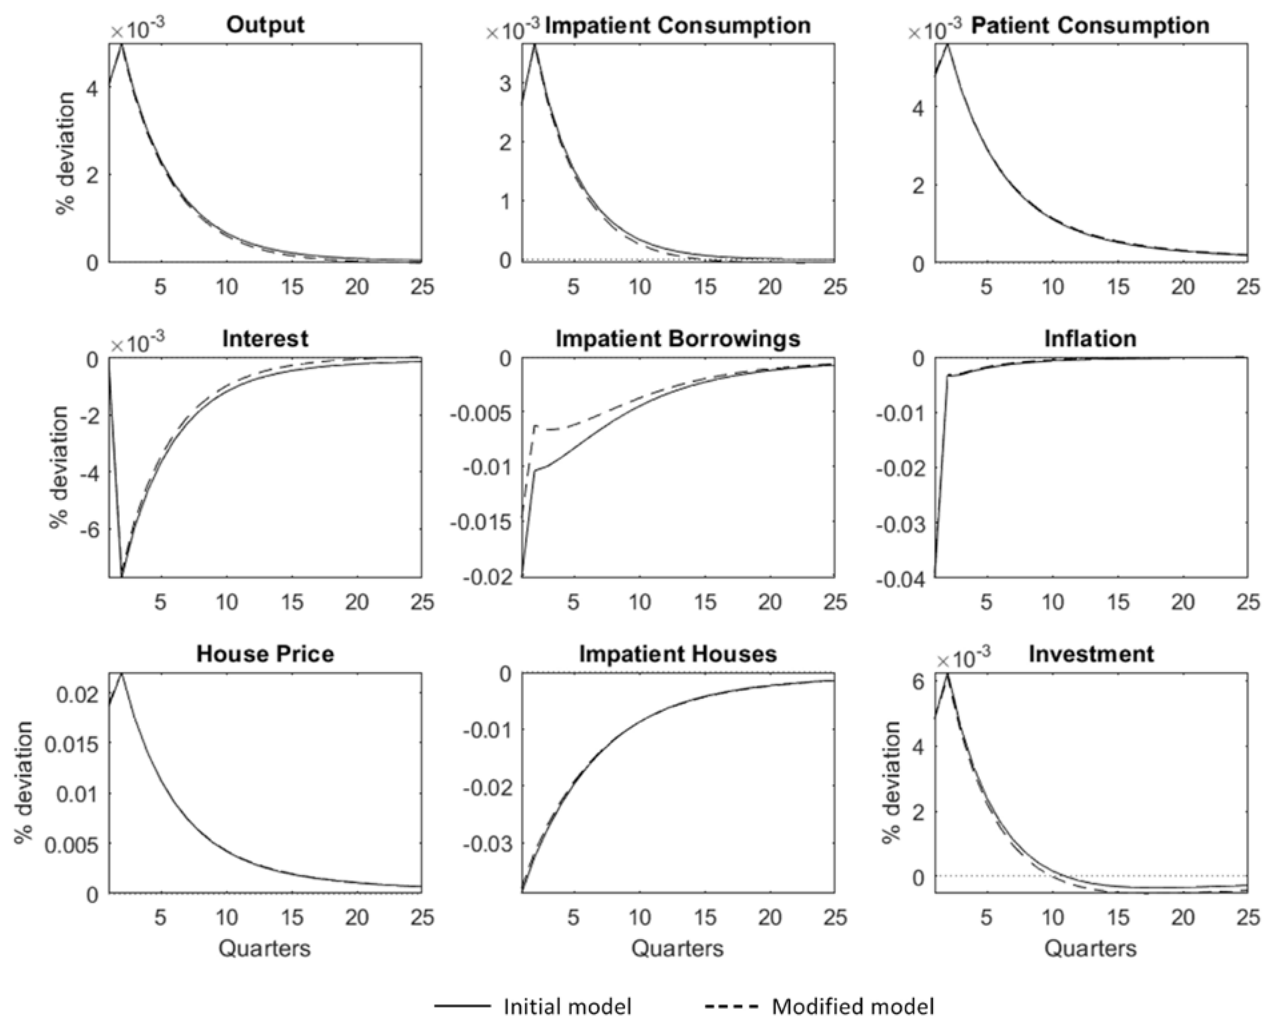 ×10⁻³ Output
% deviation
4
2
0
5 10 15 20 25
×10⁻³ Impatient Consumption
3
2
1
0
5 10 15 20 25
×10⁻³ Patient Consumption
4
2
0
5 10 15 20 25
×10⁻³ Interest
% deviation
0
-2
-4
-6
5 10 15 20 25
Impatient Borrowings
0
-0.005
-0.01
-0.015
-0.02
5 10 15 20 25
Inflation
0
-0.01
-0.02
-0.03
-0.04
5 10 15 20 25
House Price
% deviation
0.02
0.015
0.01
0.005
0
5 10 15 20 25
Quarters
Impatient Houses
0
-0.01
-0.02
-0.03
5 10 15 20 25
Quarters
×10⁻³ Investment
% deviation
6
4
2
0
5 10 15 20 25
Quarters
Initial model
Modified model